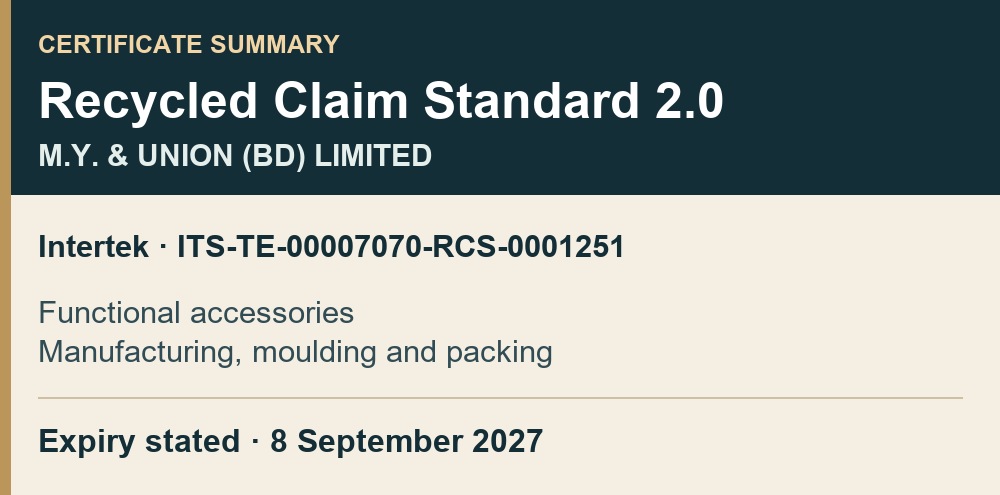 CERTIFICATE SUMMARY
Recycled Claim Standard 2.0
M.Y. & UNION (BD) LIMITED
Intertek · ITS-TE-00007070-RCS-0001251
Functional accessories
Manufacturing, moulding and packing
Expiry stated · 8 September 2027